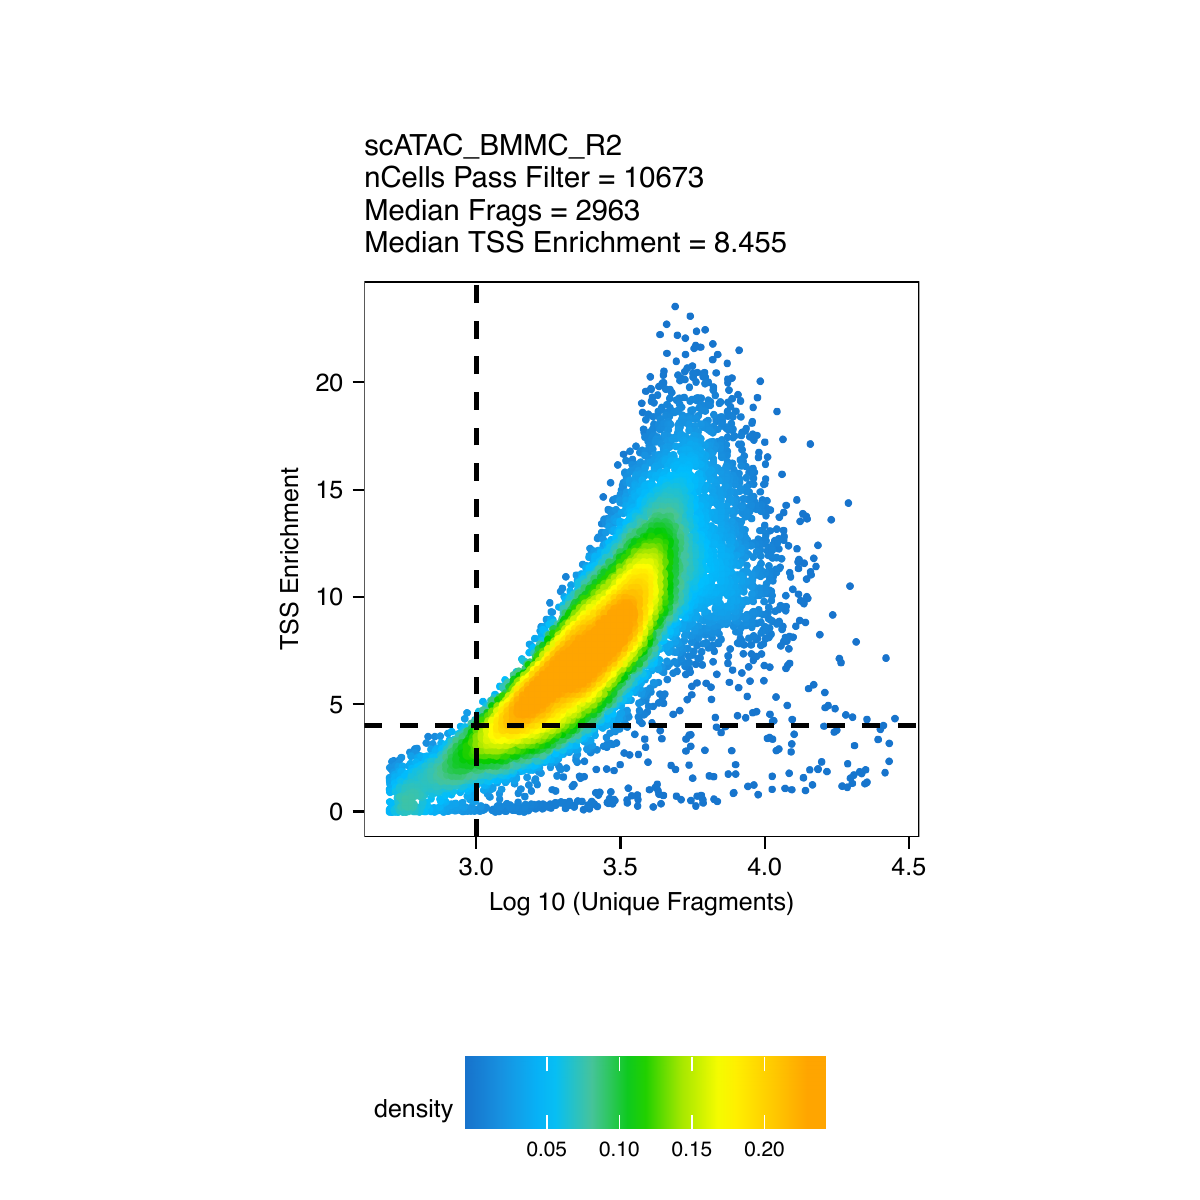 scATAC_BMMC_R2
nCells Pass Filter = 10673
Median Frags = 2963
Median TSS Enrichment = 8.455
TSS Enrichment
20
15
10
5
0
3.0 3.5 4.0 4.5
Log 10 (Unique Fragments)
density
0.05 0.10 0.15 0.20